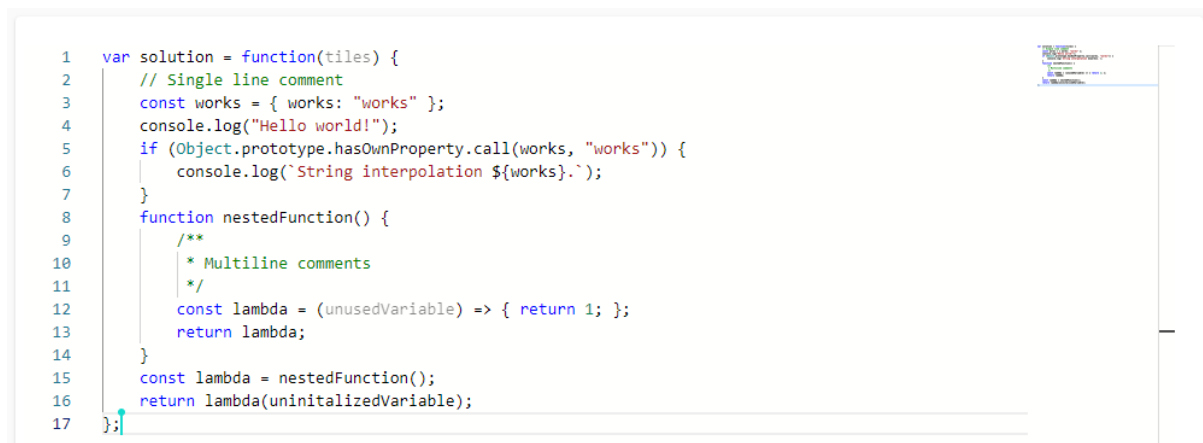 1 var solution = function(tiles) {
2 // Single line comment
3 const works = { works: "works" };
4 console.log("Hello world!");
5 if (Object.prototype.hasOwnProperty.call(works, "works")) {
6 console.log(`String interpolation ${works}.`);
7 }
8 function nestedFunction() {
9 /**
10 * Multiline comments
11 */
12 const lambda = (unusedVariable) => { return 1; };
13 return lambda;
14 }
15 const lambda = nestedFunction();
16 return lambda(uninitalizedVariable);
17 };